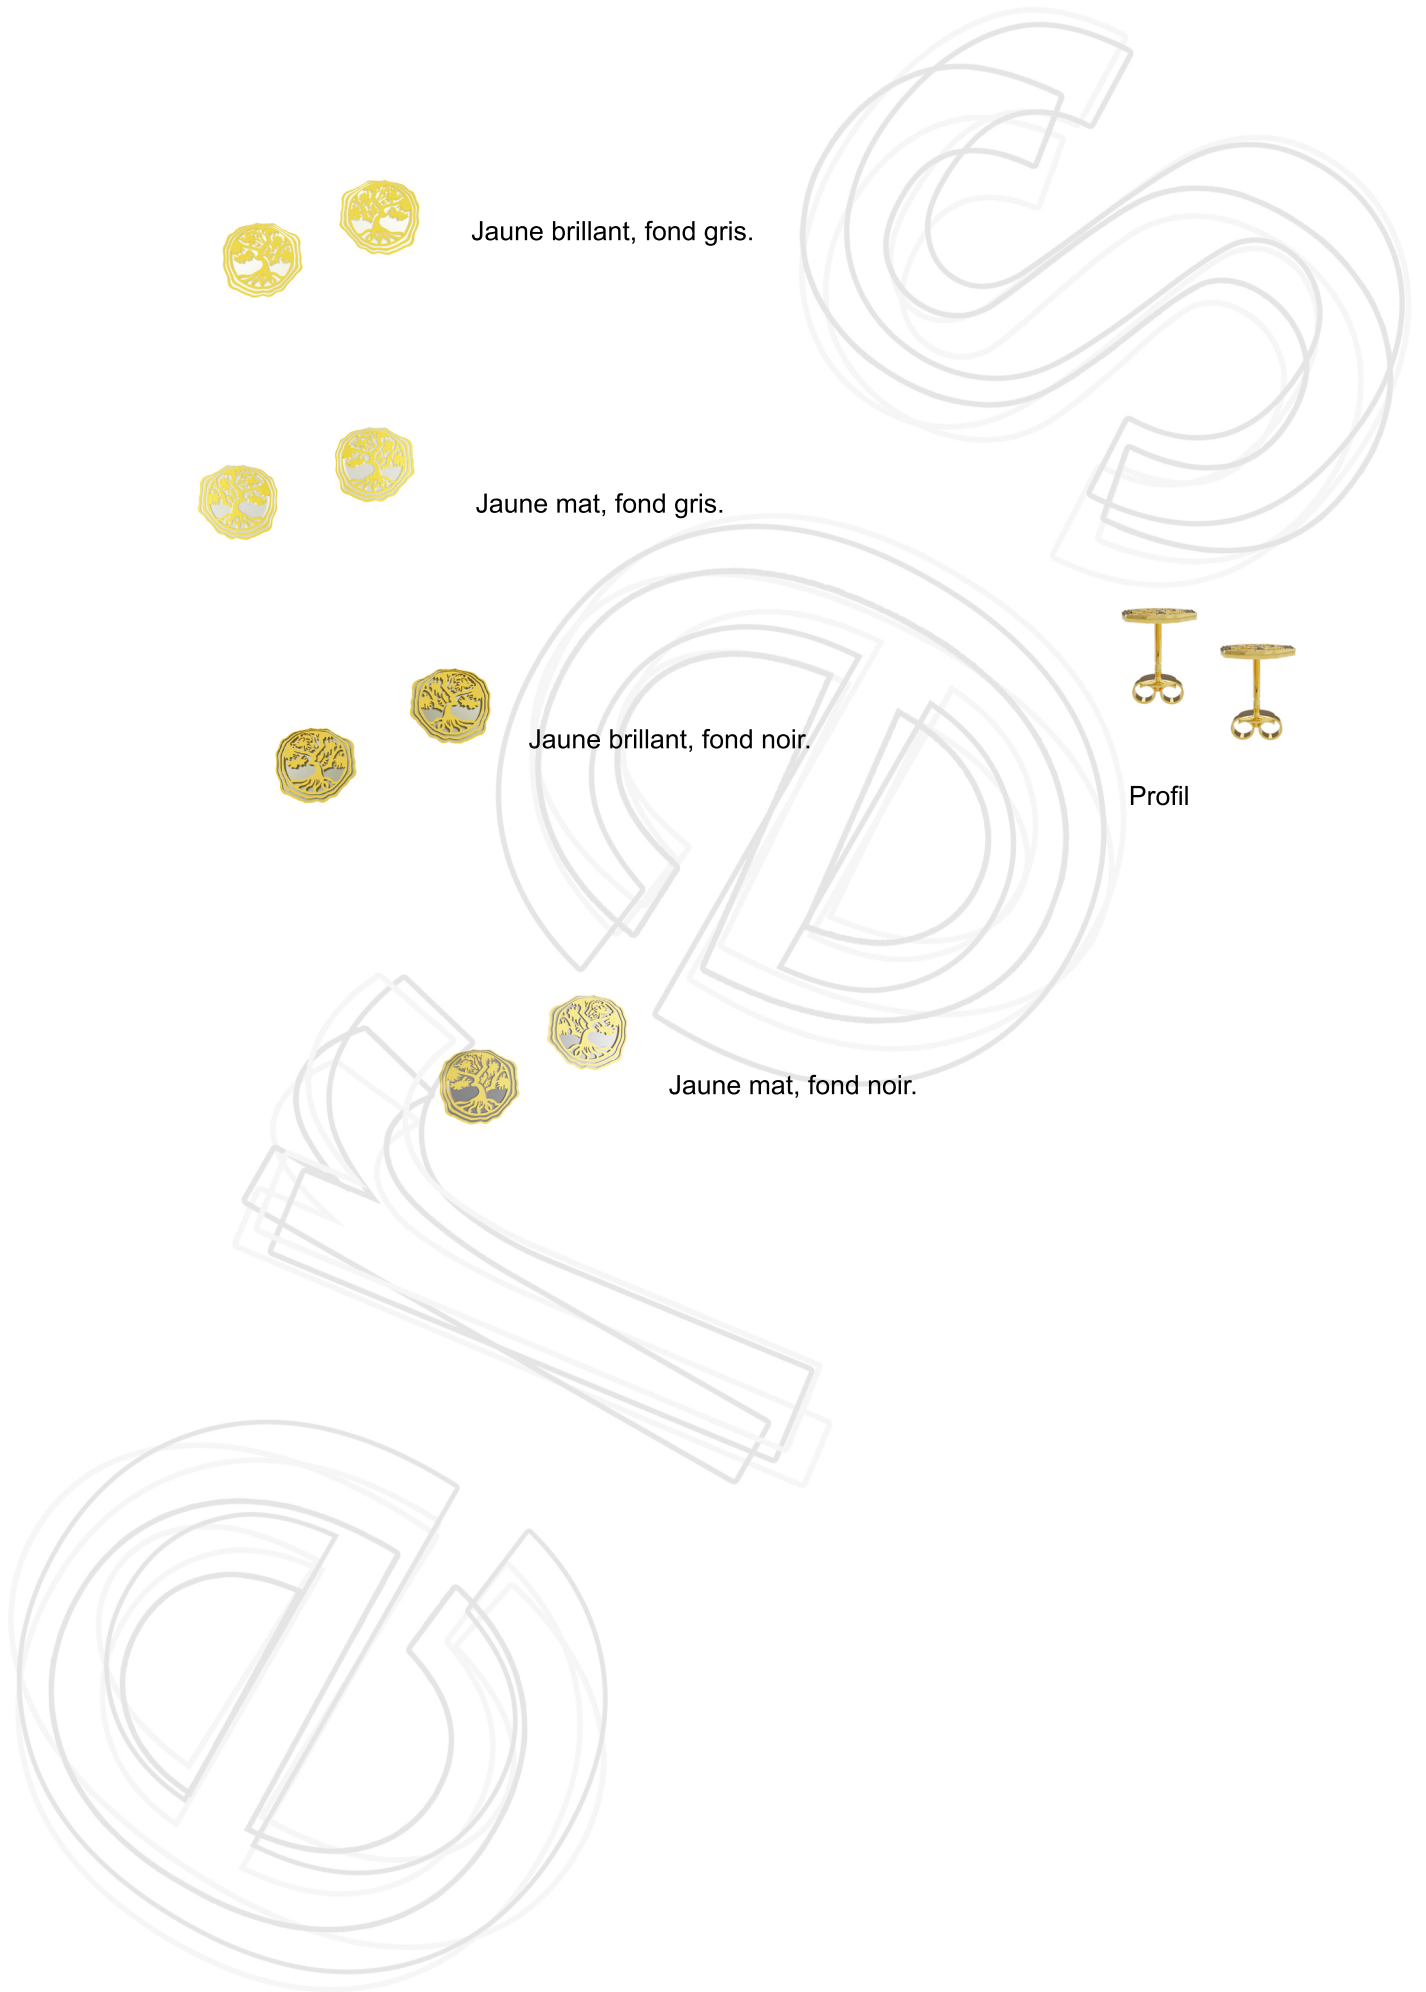 Jaune brillant, fond gris.
Jaune mat, fond gris.
Jaune brillant, fond noir.
Profil
Jaune mat, fond noir.